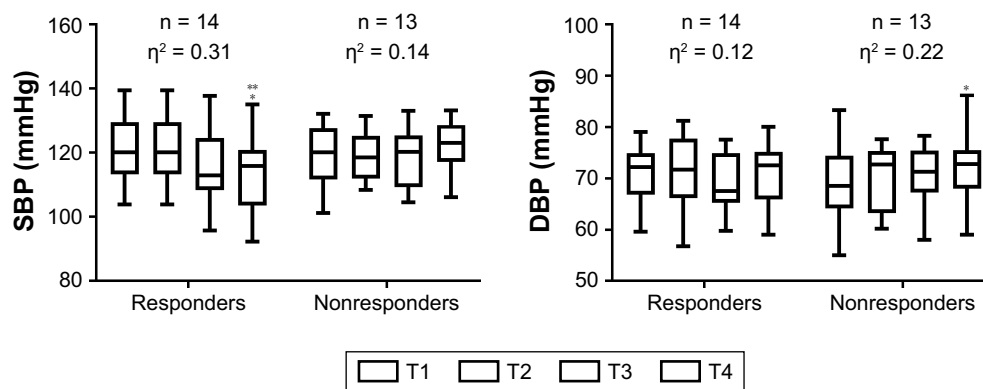 160
140
120
100
80
SBP (mmHg)
n = 14
η² = 0.31
n = 13
η² = 0.14
**
*
Responders
Nonresponders
100
90
80
70
60
50
DBP (mmHg)
n = 14
η² = 0.12
n = 13
η² = 0.22
*
Responders
Nonresponders
T1 T2 T3 T4